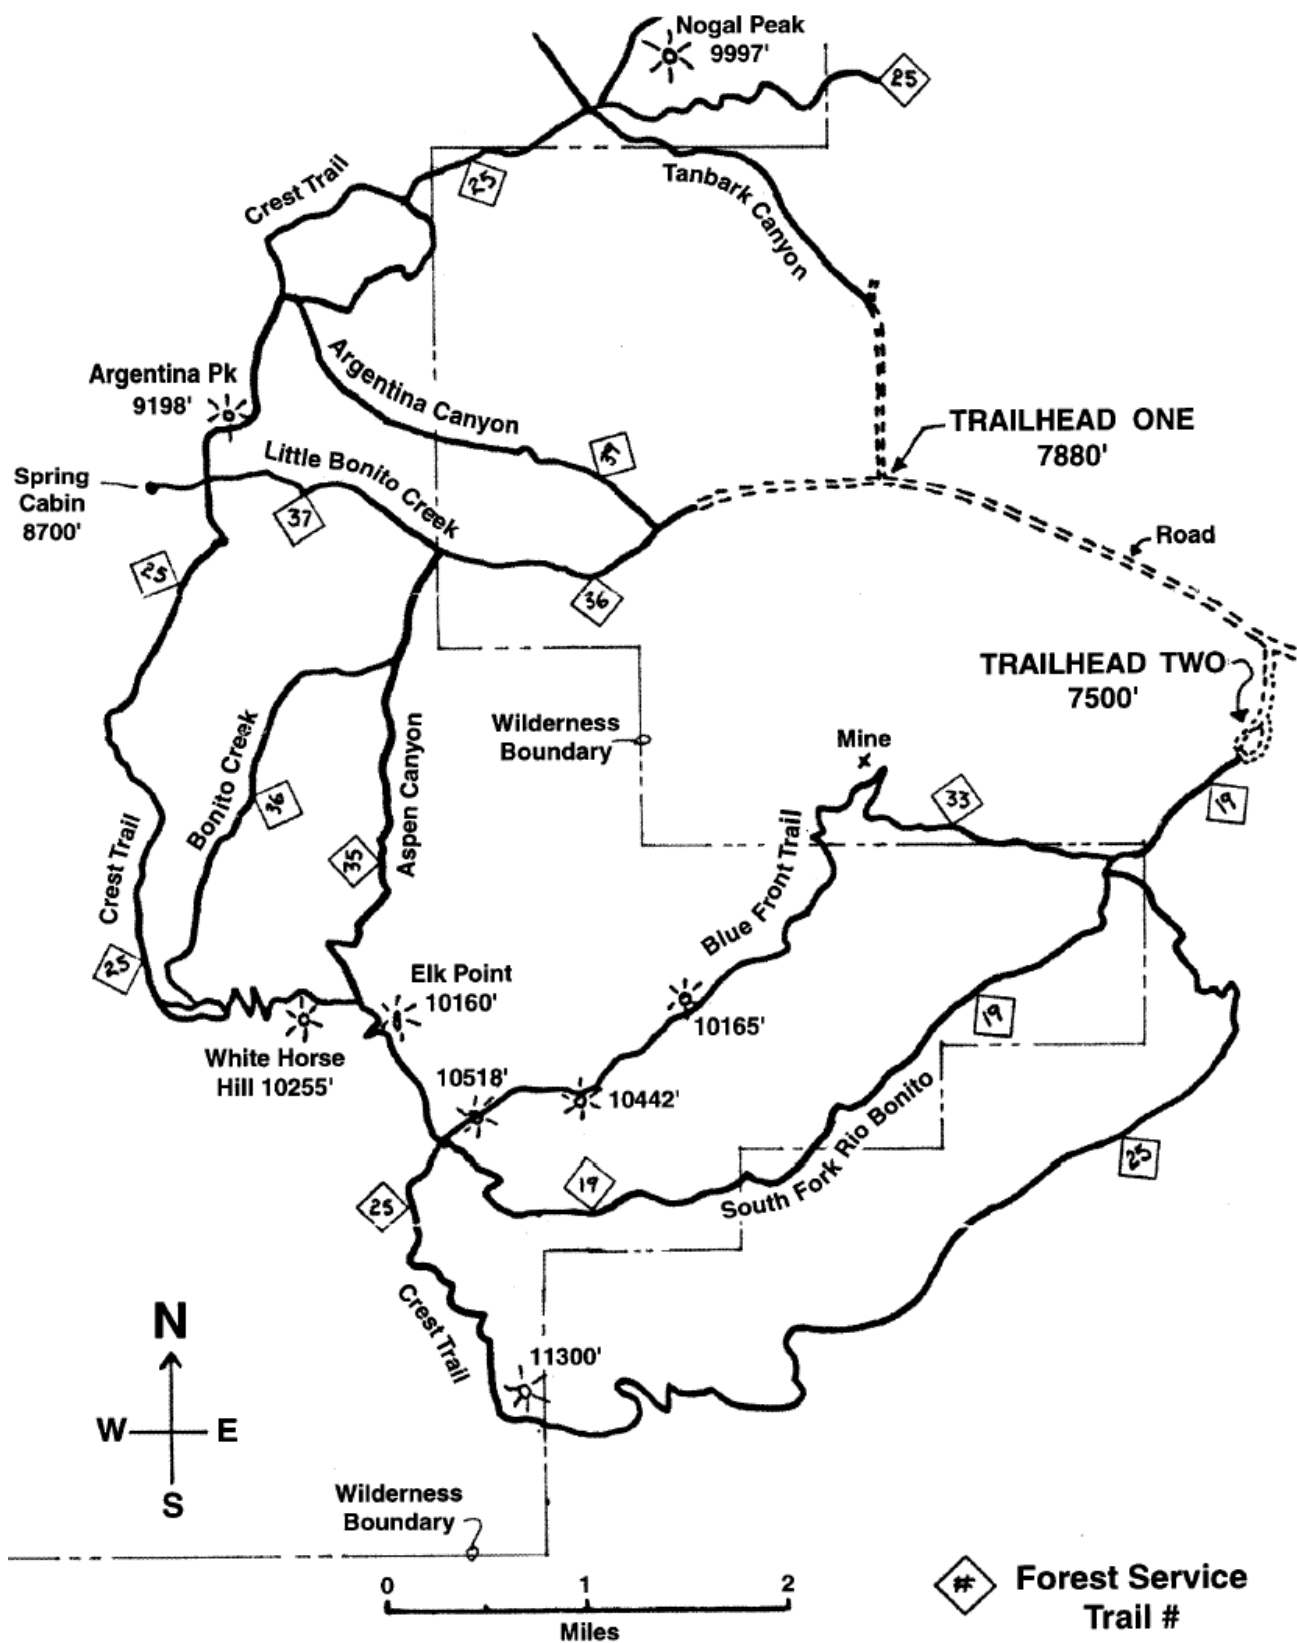 Nogal Peak
9997'
25
Crest Trail
25
Tanbark Canyon
Argentina Pk
9198'
Argentina Canyon
TRAILHEAD ONE
7880'
Little Bonito Creek
Spring
Cabin
8700'
37
Road
25
36
TRAILHEAD TWO
7500'
Wilderness
Boundary
Mine
Bonito Creek
36
Aspen Canyon
33
19
Blue Front Trail
35
Crest Trail
25
Elk Point
10160'
10165'
19
White Horse
Hill 10255'
10518'
10442'
South Fork Rio Bonito
25
19
25
Crest Trail
11300'
N
W
E
S
Wilderness
Boundary
0
1
2
Miles
#
Forest Service
Trail #